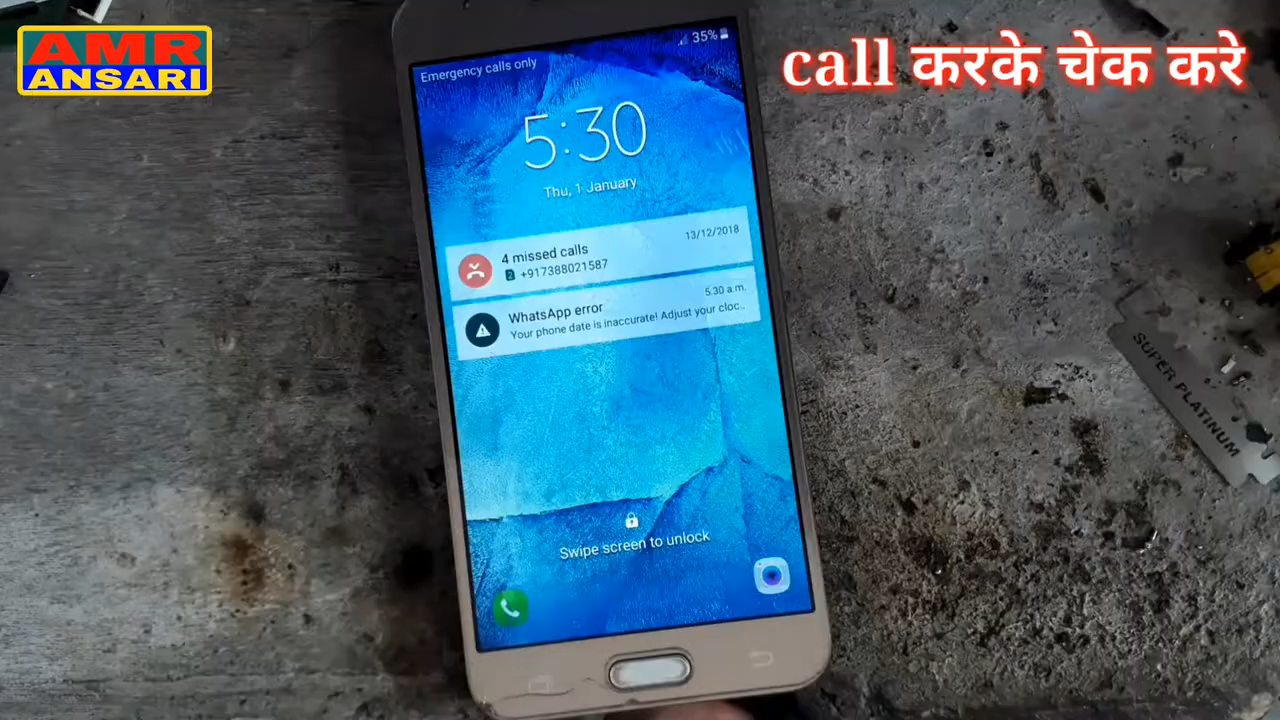 AMR
ANSARI
call करके चेक करे
Emergency calls only
35%
5:30
Thu, 1 January
4 missed calls
13/12/2018
2 +917388021587
WhatsApp error
5:30 a.m.
Your phone date is inaccurate! Adjust your cloc..
Swipe screen to unlock
SUPER PLATINUM